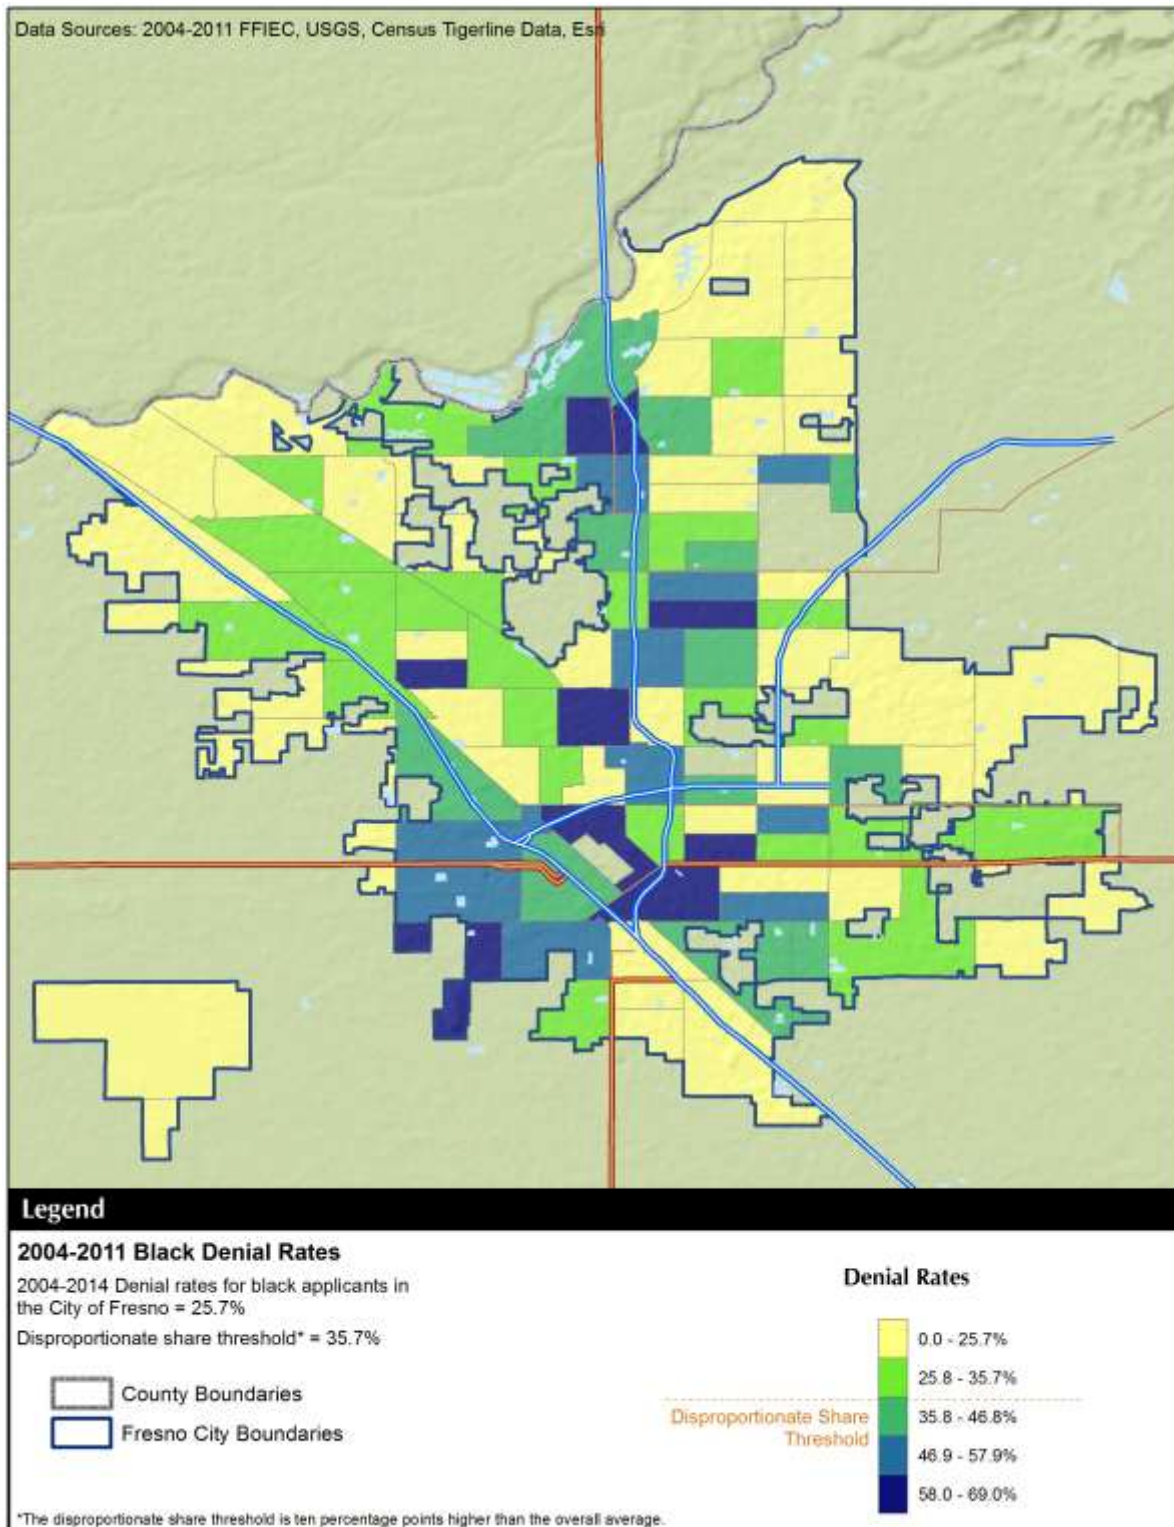 Data Sources: 2004-2011 FFIEC, USGS, Census Tigerline Data, Esri
Legend
2004-2011 Black Denial Rates
2004-2014 Denial rates for black applicants in
the City of Fresno = 25.7%
Disproportionate share threshold* = 35.7%
County Boundaries
Fresno City Boundaries
Denial Rates
0.0 - 25.7%
25.8 - 35.7%
Disproportionate Share
Threshold
35.8 - 46.8%
46.9 - 57.9%
58.0 - 69.0%
*The disproportionate share threshold is ten percentage points higher than the overall average.